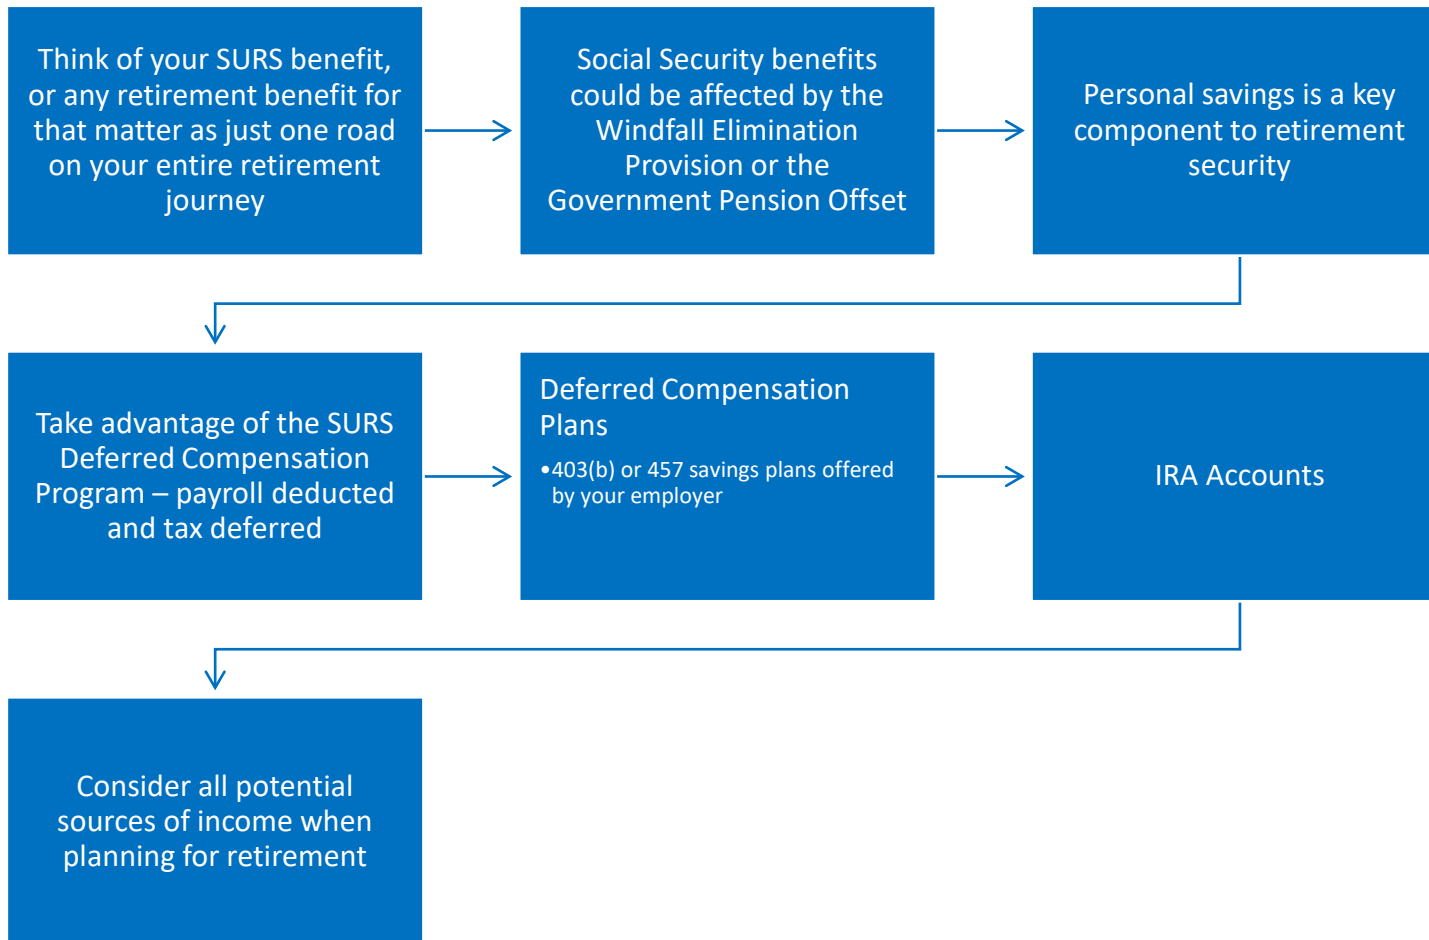 Think of your SURS benefit,
or any retirement benefit for
that matter as just one road
on your entire retirement
journey
Social Security benefits
could be affected by the
Windfall Elimination
Provision or the
Government Pension Offset
Personal savings is a key
component to retirement
security
Take advantage of the SURS
Deferred Compensation
Program – payroll deducted
and tax deferred
Deferred Compensation
Plans
•403(b) or 457 savings plans offered
by your employer
IRA Accounts
Consider all potential
sources of income when
planning for retirement